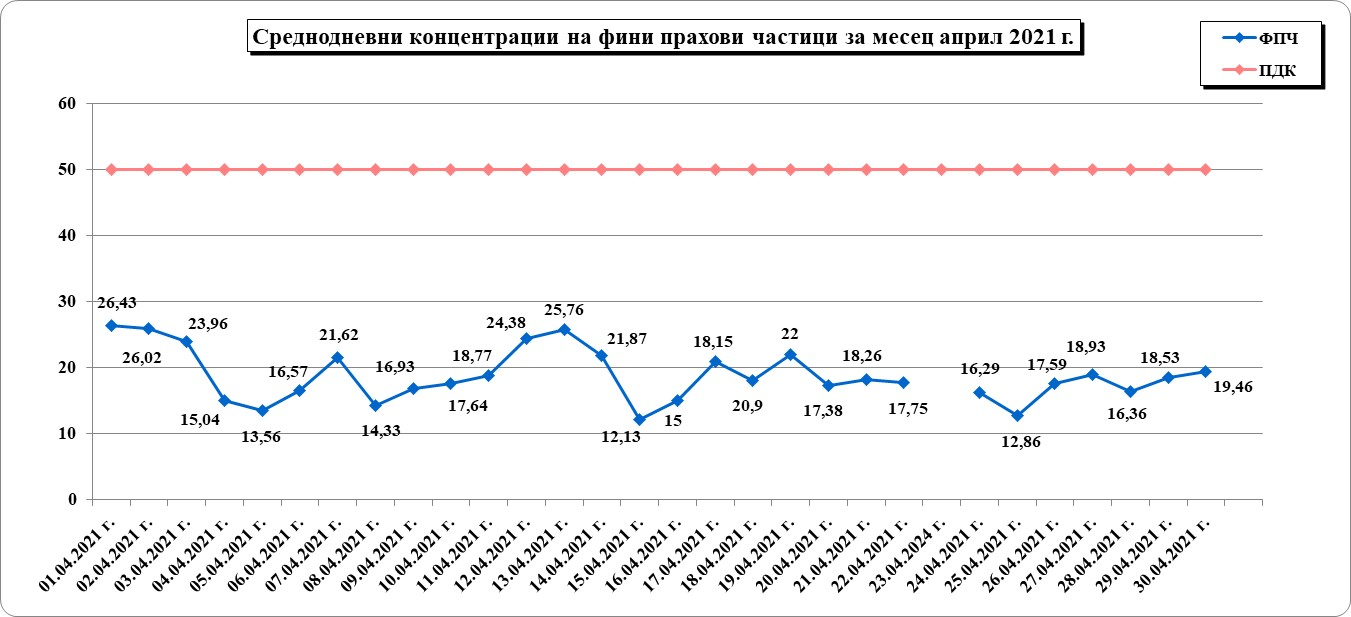 Среднодневни концентрации на фини прахови частици за месец април 2021 г.
ФПЧ
ПДК
60
50
40
30
20
10
0
26,43
26,02
23,96
15,04
13,56
16,57
21,62
14,33
16,93
17,64
18,77
24,38
25,76
21,87
12,13
15
18,15
20,9
22
17,38
18,26
17,75
16,29
12,86
17,59
18,93
16,36
18,53
19,46
01.04.2021 г.
02.04.2021 г.
03.04.2021 г.
04.04.2021 г.
05.04.2021 г.
06.04.2021 г.
07.04.2021 г.
08.04.2021 г.
09.04.2021 г.
10.04.2021 г.
11.04.2021 г.
12.04.2021 г.
13.04.2021 г.
14.04.2021 г.
15.04.2021 г.
16.04.2021 г.
17.04.2021 г.
18.04.2021 г.
19.04.2021 г.
20.04.2021 г.
21.04.2021 г.
22.04.2021 г.
23.04.2024 г.
24.04.2021 г.
25.04.2021 г.
26.04.2021 г.
27.04.2021 г.
28.04.2021 г.
29.04.2021 г.
30.04.2021 г.